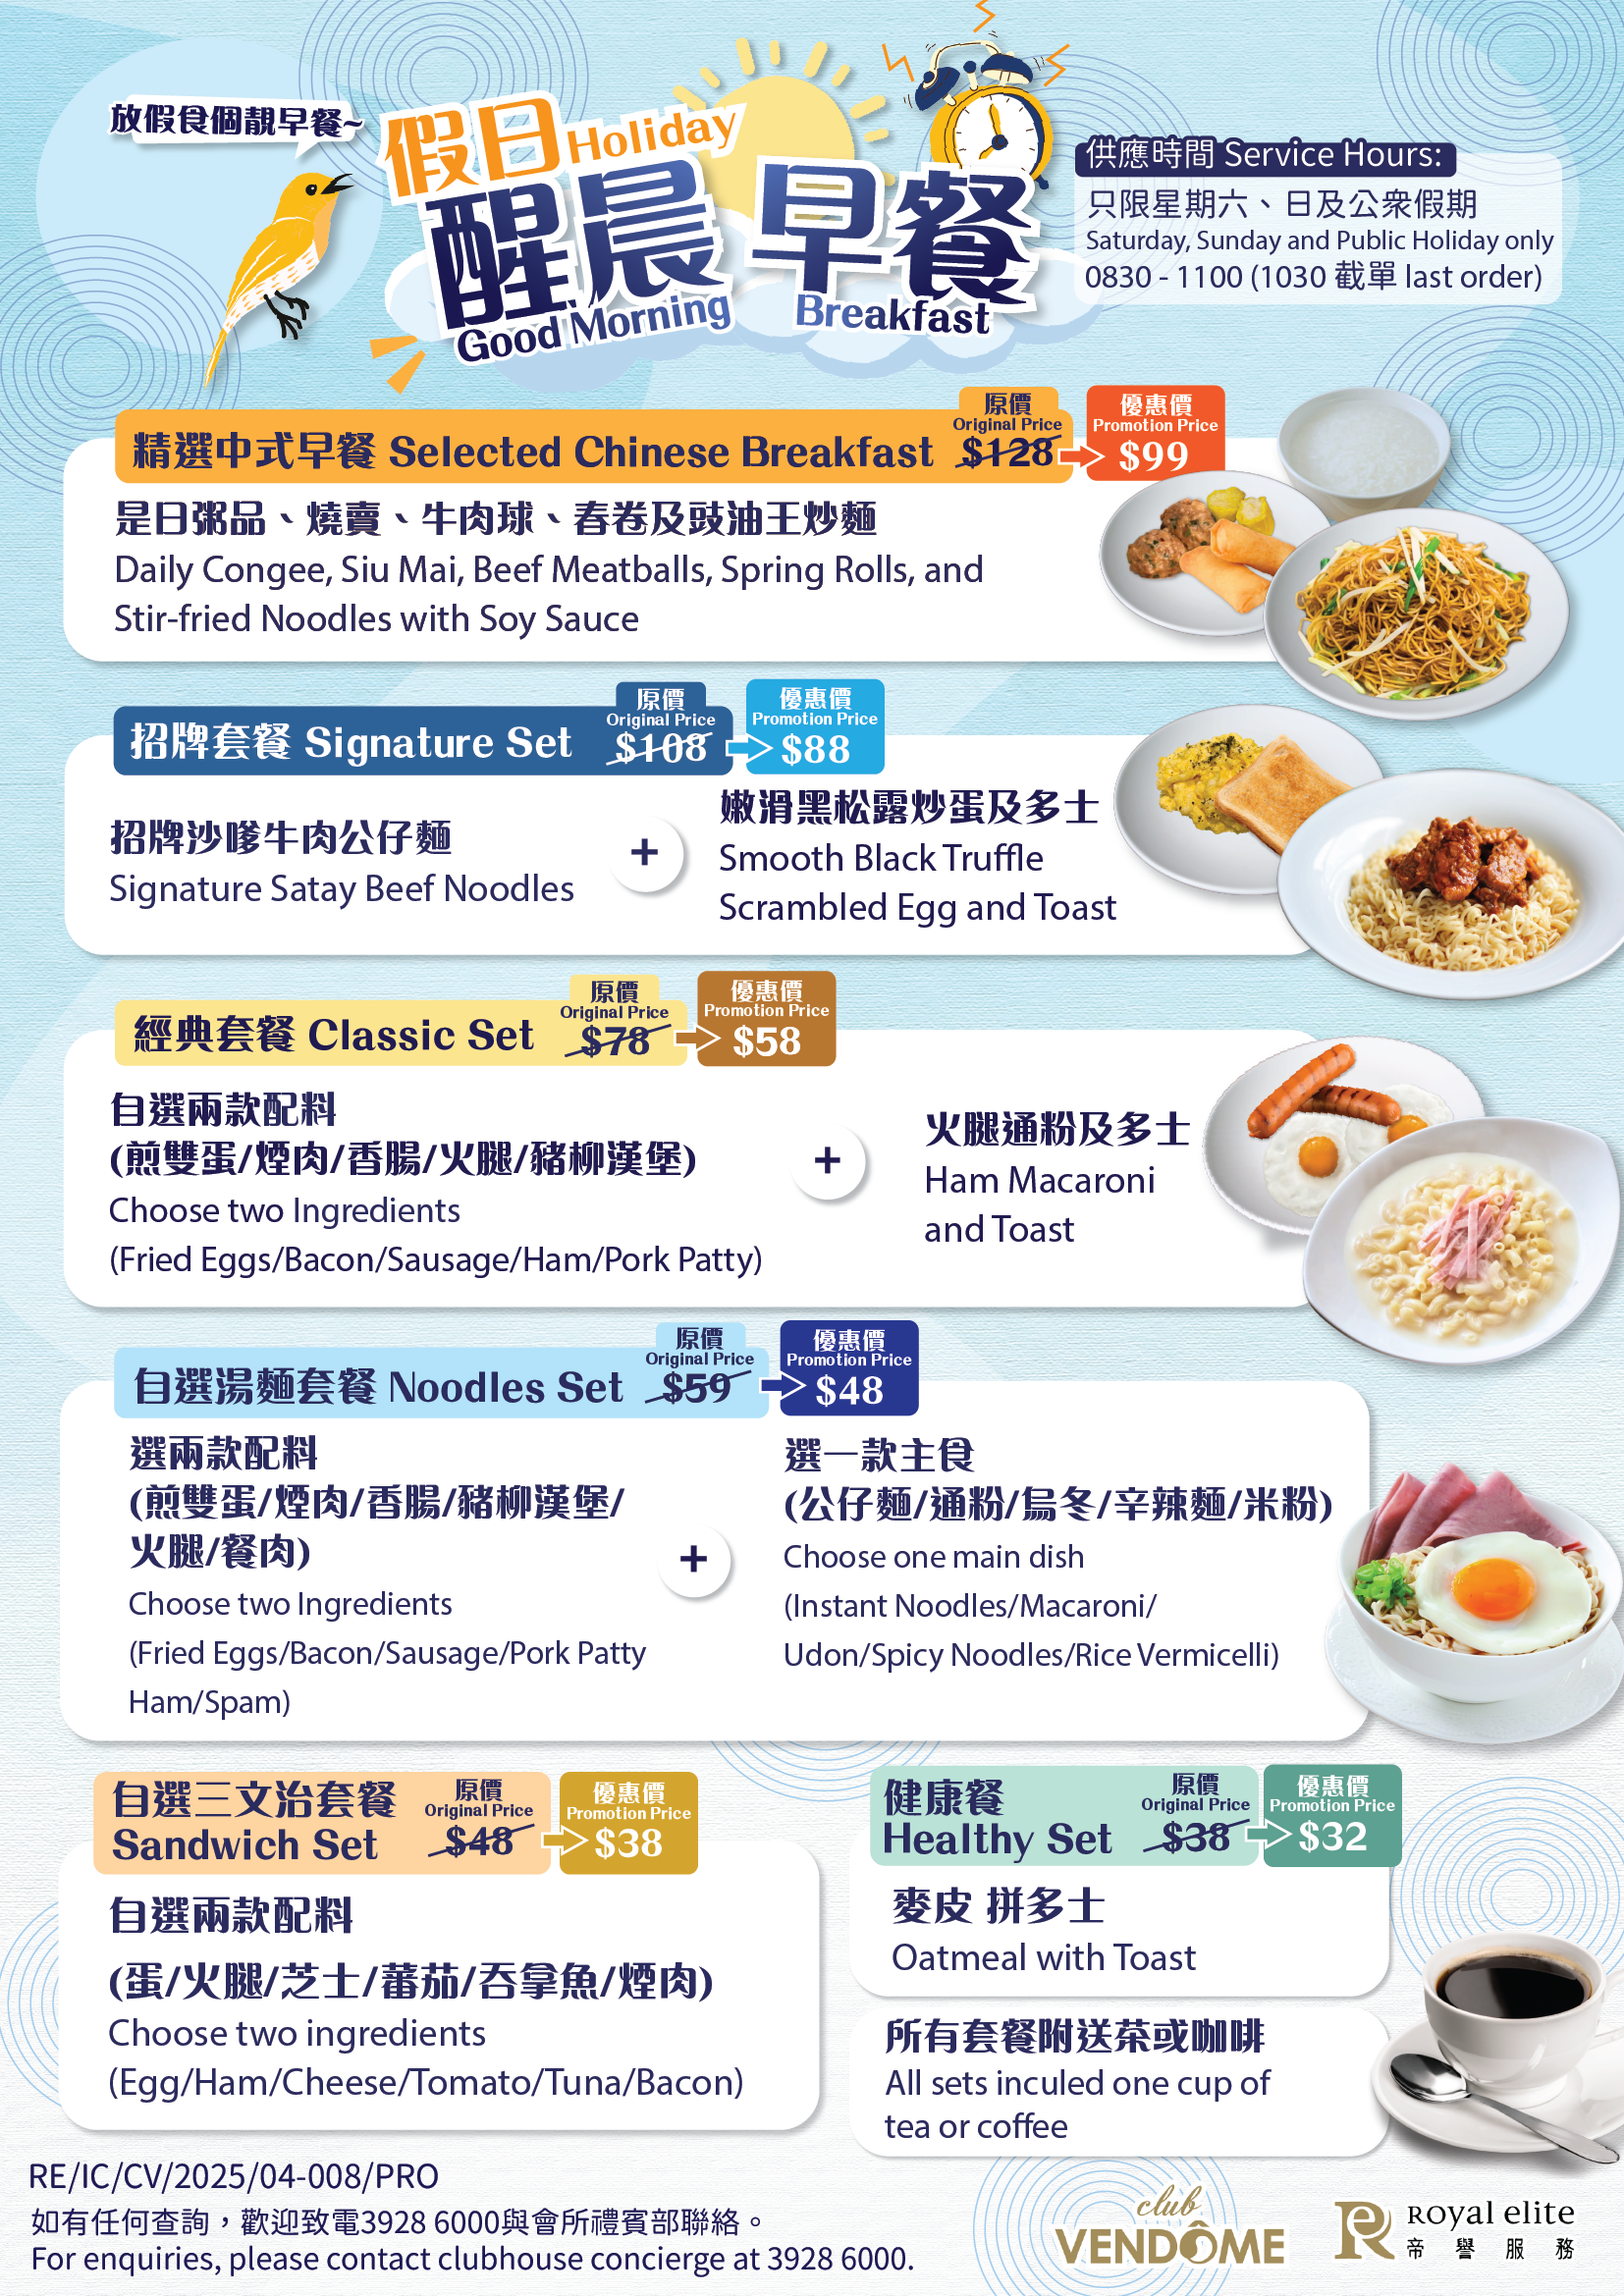 放假食個靚早餐~
假日 Holiday
醒晨 早餐
Good Morning Breakfast
供應時間 Service Hours:
只限星期六、日及公眾假期
Saturday, Sunday and Public Holiday only
0830 - 1100 (1030 截單 last order)
精選中式早餐 Selected Chinese Breakfast
原價
Original Price
$128
優惠價
Promotion Price
$99
是日粥品、燒賣、牛肉球、春卷及豉油王炒麵
Daily Congee, Siu Mai, Beef Meatballs, Spring Rolls, and
Stir-fried Noodles with Soy Sauce
招牌套餐 Signature Set
原價
Original Price
$108
優惠價
Promotion Price
$88
招牌沙嗲牛肉公仔麵
Signature Satay Beef Noodles
+
嫩滑黑松露炒蛋及多士
Smooth Black Truffle
Scrambled Egg and Toast
經典套餐 Classic Set
原價
Original Price
$78
優惠價
Promotion Price
$58
自選兩款配料
(煎雙蛋/煙肉/香腸/火腿/豬柳漢堡)
Choose two Ingredients
(Fried Eggs/Bacon/Sausage/Ham/Pork Patty)
+
火腿通粉及多士
Ham Macaroni
and Toast
自選湯麵套餐 Noodles Set
原價
Original Price
$59
優惠價
Promotion Price
$48
選兩款配料
(煎雙蛋/煙肉/香腸/豬柳漢堡/
火腿/餐肉)
Choose two Ingredients
(Fried Eggs/Bacon/Sausage/Pork Patty
Ham/Spam)
+
選一款主食
(公仔麵/通粉/烏冬/辛辣麵/米粉)
Choose one main dish
(Instant Noodles/Macaroni/
Udon/Spicy Noodles/Rice Vermicelli)
自選三文治套餐
Sandwich Set
原價
Original Price
$48
優惠價
Promotion Price
$38
自選兩款配料
(蛋/火腿/芝士/蕃茄/吞拿魚/煙肉)
Choose two ingredients
(Egg/Ham/Cheese/Tomato/Tuna/Bacon)
健康餐
Healthy Set
原價
Original Price
$38
優惠價
Promotion Price
$32
麥皮 拼多士
Oatmeal with Toast
所有套餐附送茶或咖啡
All sets inculed one cup of
tea or coffee
RE/IC/CV/2025/04-008/PRO
如有任何查詢，歡迎致電3928 6000與會所禮賓部聯絡。
For enquiries, please contact clubhouse concierge at 3928 6000.
club
VENDÔME
Re
Royal elite
帝譽服務